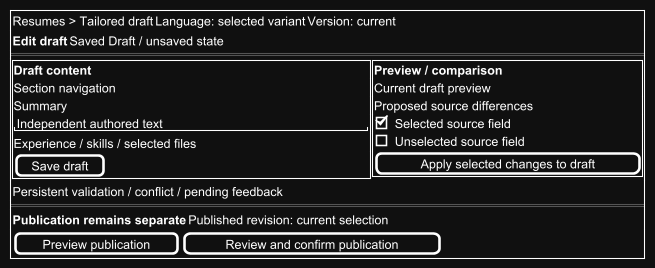 Resumes > Tailored draft Language: selected variant Version: current
Edit draft Saved Draft / unsaved state
Draft content
Section navigation
Summary
Independent authored text
Experience / skills / selected files
Save draft
Preview / comparison
Current draft preview
Proposed source differences
Selected source field
Unselected source field
Apply selected changes to draft
Persistent validation / conflict / pending feedback
Publication remains separate Published revision: current selection
Preview publication
Review and confirm publication